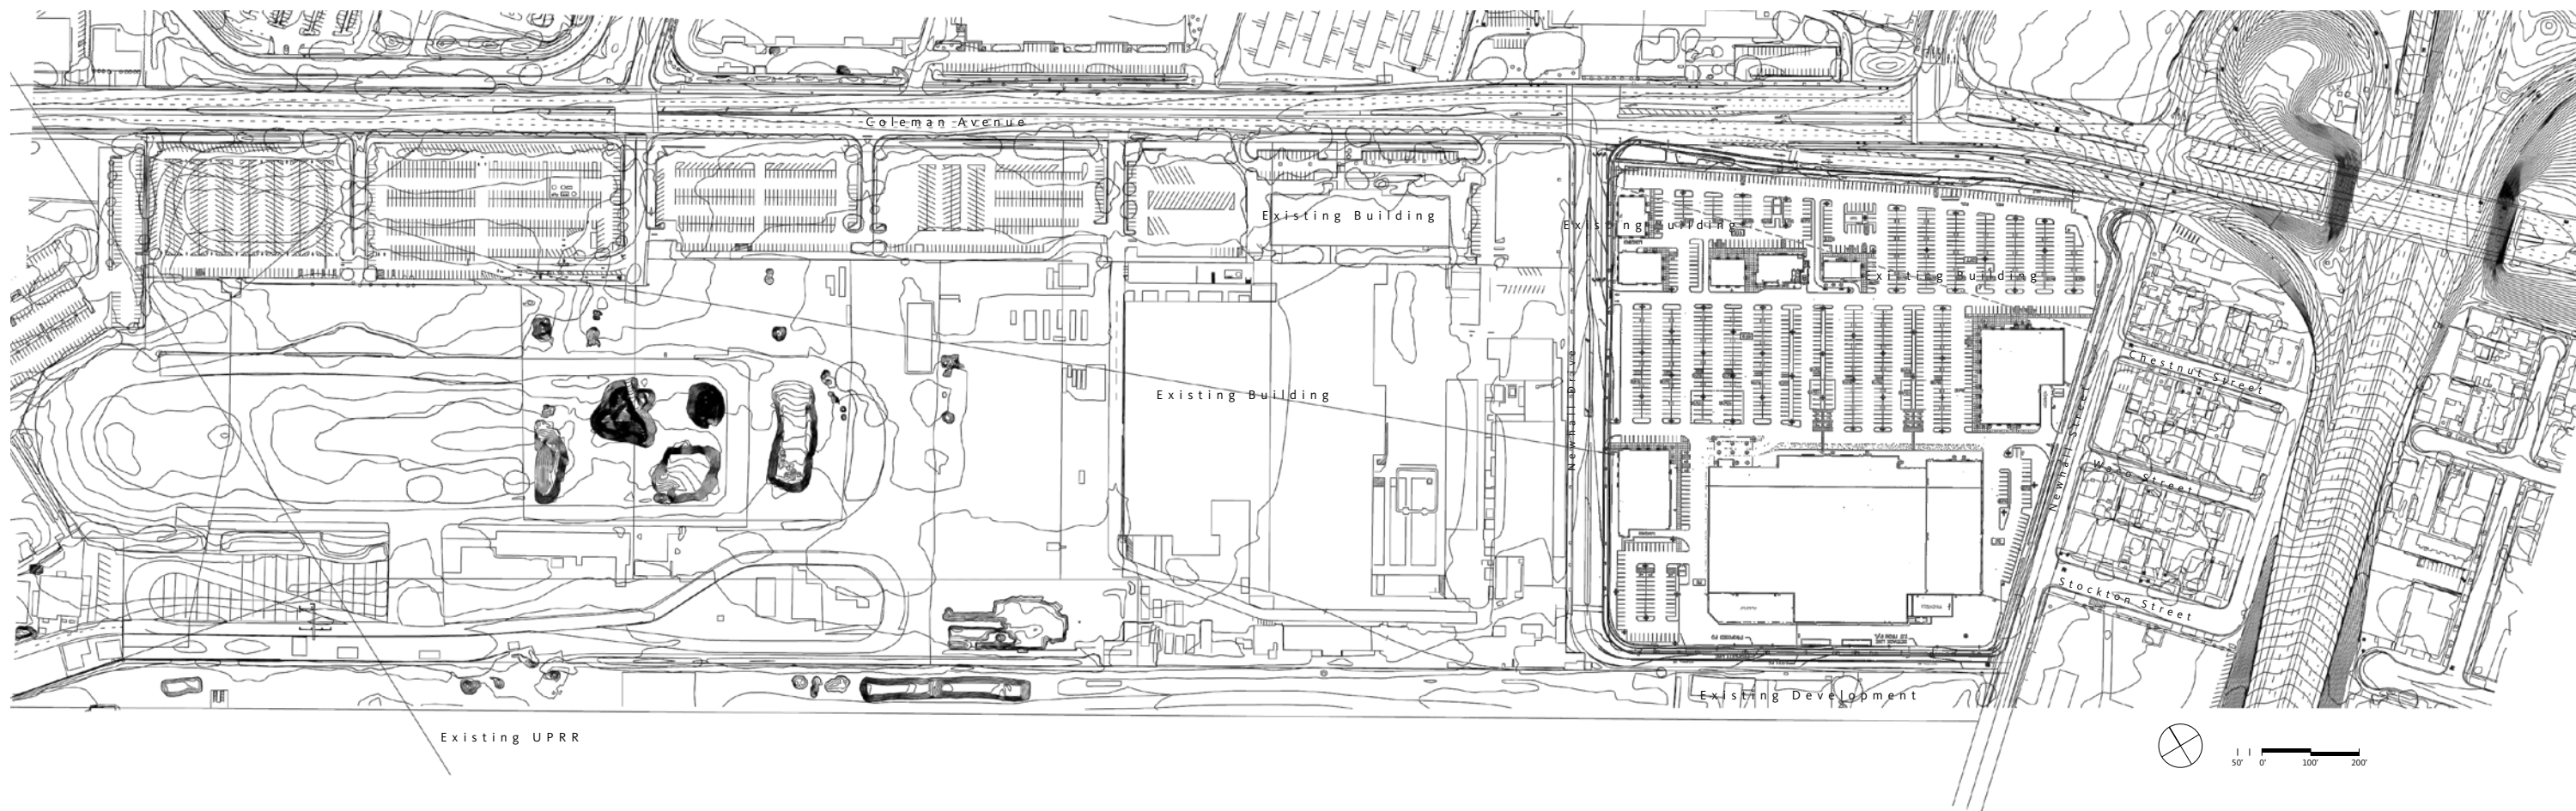 Coleman Avenue
Existing Building
Existing Building
Existing Building
Existing Building
Newhall Drive
Newhall Street
Chestnut Street
Stockton Street
Existing Development
Existing UPRR
50' 0' 100' 200'